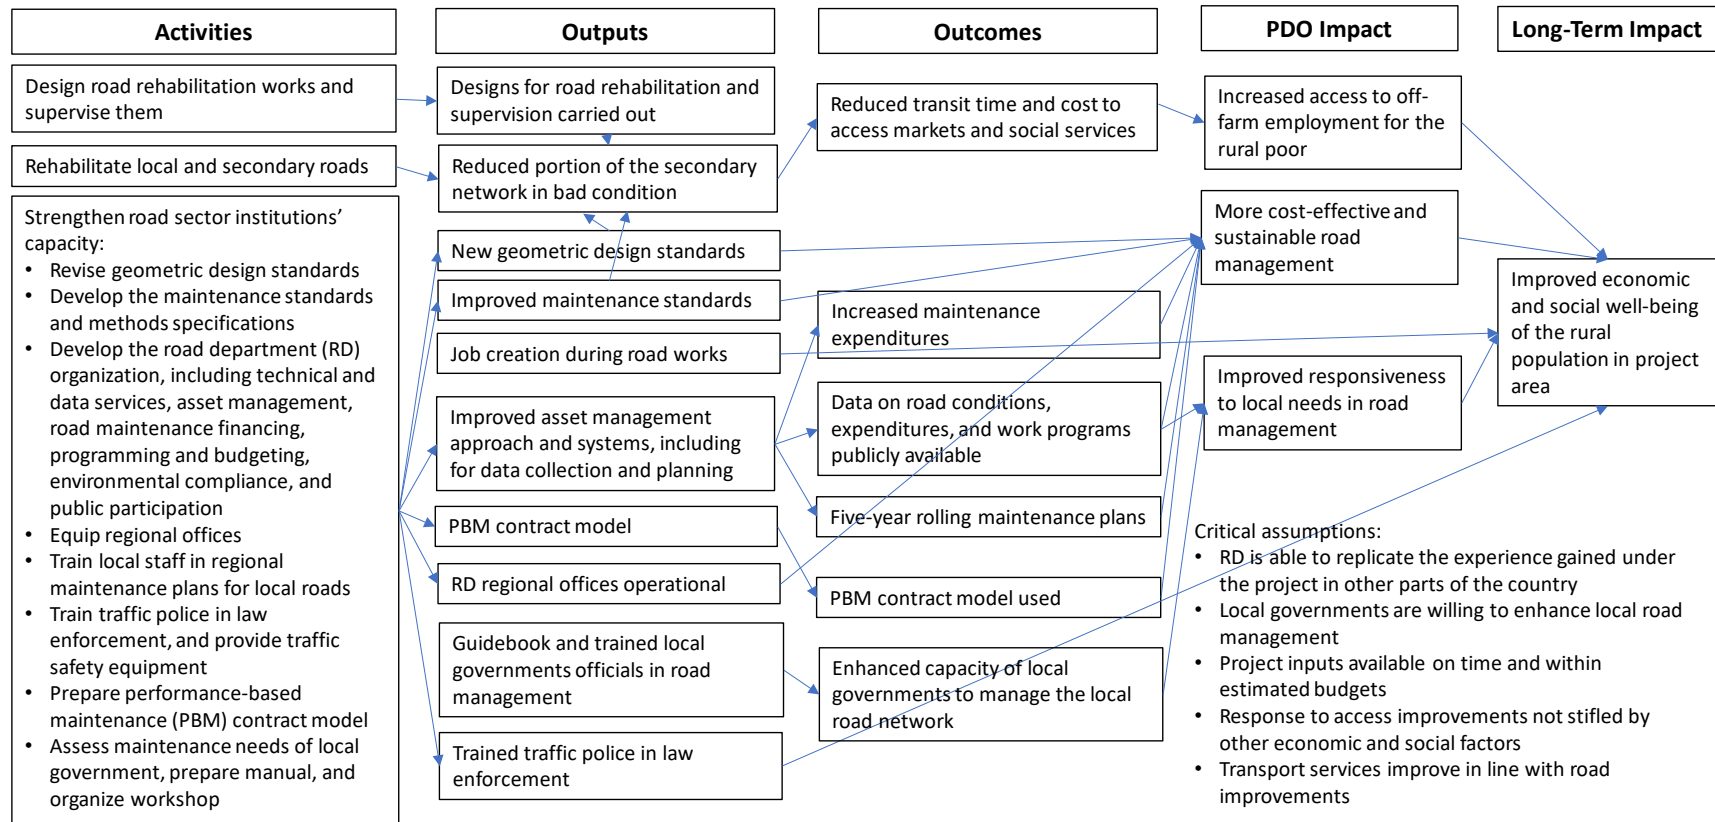 Activities
Outputs
Outcomes
PDO Impact
Long-Term Impact
Design road rehabilitation works and
supervise them
Rehabilitate local and secondary roads
Strengthen road sector institutions’
capacity:
• Revise geometric design standards
• Develop the maintenance standards
and methods specifications
• Develop the road department (RD)
organization, including technical and
data services, asset management,
road maintenance financing,
programming and budgeting,
environmental compliance, and
public participation
• Equip regional offices
• Train local staff in regional
maintenance plans for local roads
• Train traffic police in law
enforcement, and provide traffic
safety equipment
• Prepare performance-based
maintenance (PBM) contract model
• Assess maintenance needs of local
government, prepare manual, and
organize workshop
Designs for road rehabilitation and
supervision carried out
Reduced portion of the secondary
network in bad condition
New geometric design standards
Improved maintenance standards
Job creation during road works
Improved asset management
approach and systems, including
for data collection and planning
PBM contract model
RD regional offices operational
Guidebook and trained local
governments officials in road
management
Trained traffic police in law
enforcement
Reduced transit time and cost to
access markets and social services
Increased maintenance
expenditures
Data on road conditions,
expenditures, and work programs
publicly available
Five-year rolling maintenance plans
PBM contract model used
Enhanced capacity of local
governments to manage the local
road network
Increased access to off-
farm employment for the
rural poor
More cost-effective and
sustainable road
management
Improved responsiveness
to local needs in road
management
Improved economic
and social well-being
of the rural
population in project
area
Critical assumptions:
• RD is able to replicate the experience gained under
the project in other parts of the country
• Local governments are willing to enhance local road
management
• Project inputs available on time and within
estimated budgets
• Response to access improvements not stifled by
other economic and social factors
• Transport services improve in line with road
improvements